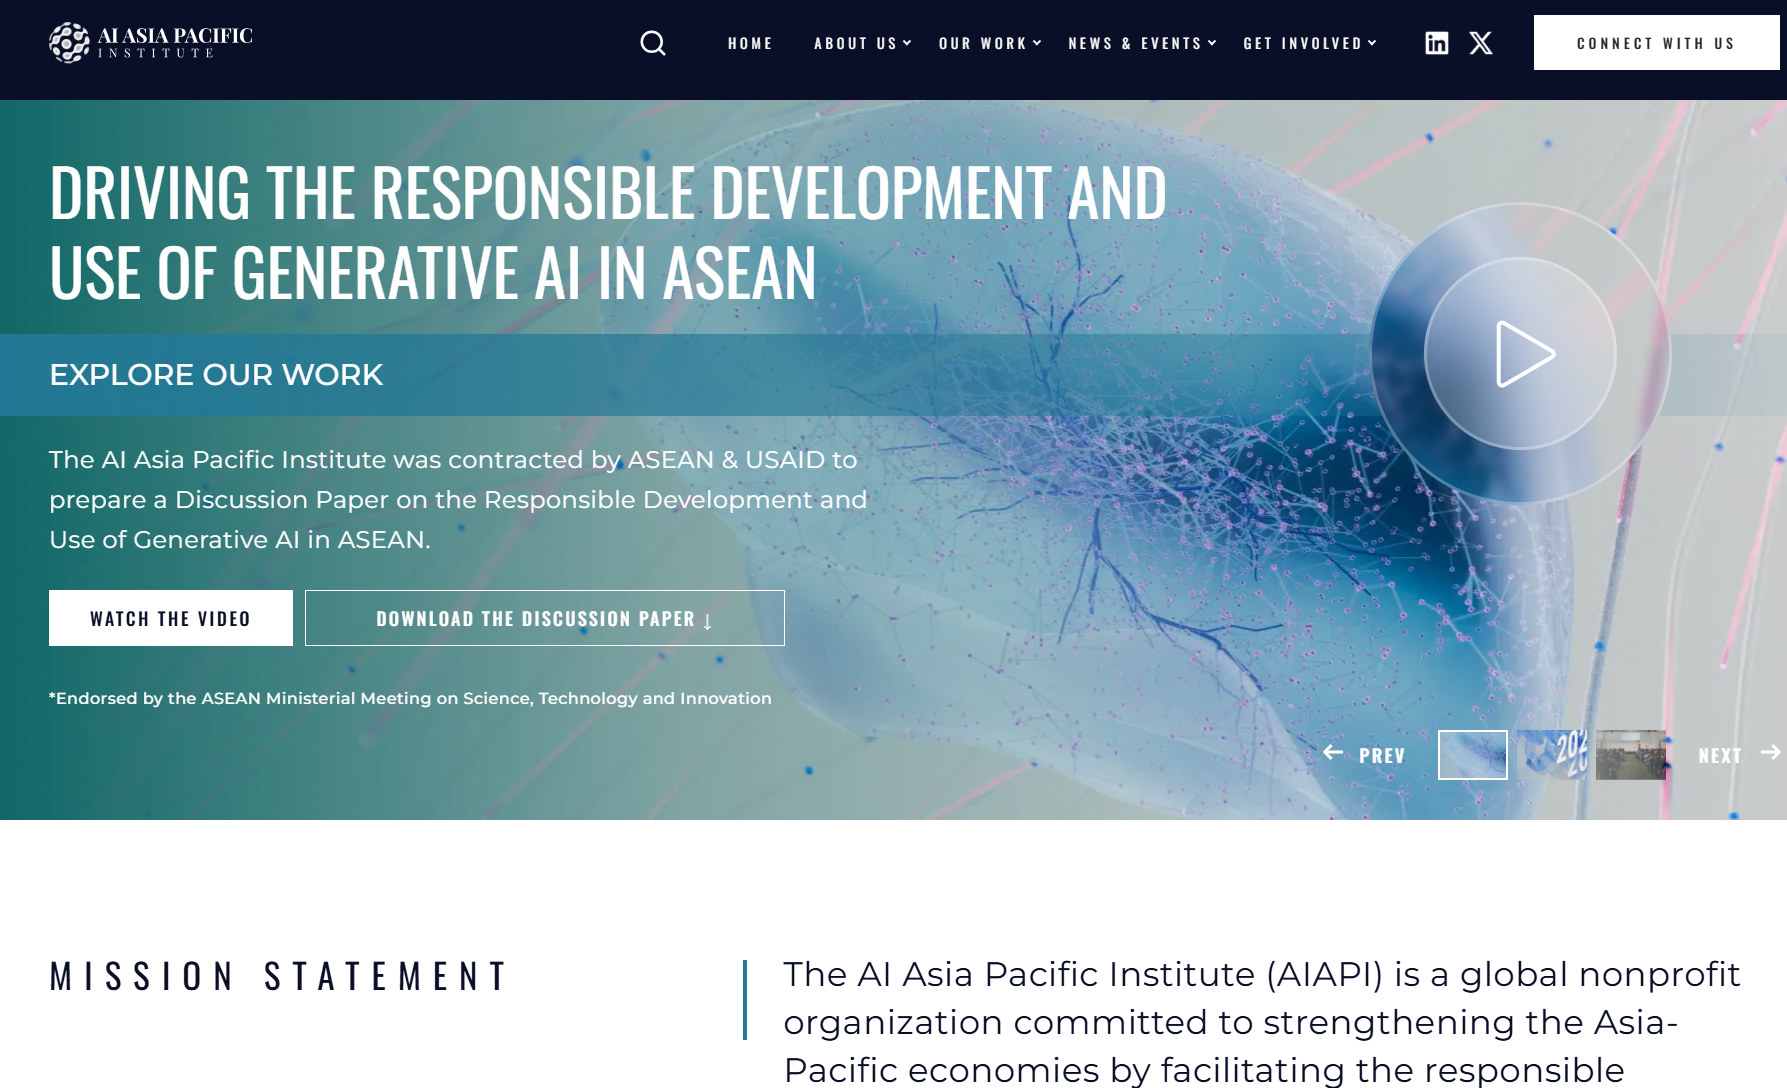 AI ASIA PACIFIC
INSTITUTE
HOME ABOUT US OUR WORK NEWS & EVENTS GET INVOLVED
CONNECT WITH US
DRIVING THE RESPONSIBLE DEVELOPMENT AND
USE OF GENERATIVE AI IN ASEAN
EXPLORE OUR WORK
The AI Asia Pacific Institute was contracted by ASEAN & USAID to
prepare a Discussion Paper on the Responsible Development and
Use of Generative AI in ASEAN.
WATCH THE VIDEO DOWNLOAD THE DISCUSSION PAPER ↓
*Endorsed by the ASEAN Ministerial Meeting on Science, Technology and Innovation
← PREV NEXT →
MISSION STATEMENT
The AI Asia Pacific Institute (AIAPI) is a global nonprofit
organization committed to strengthening the Asia-
Pacific economies by facilitating the responsible